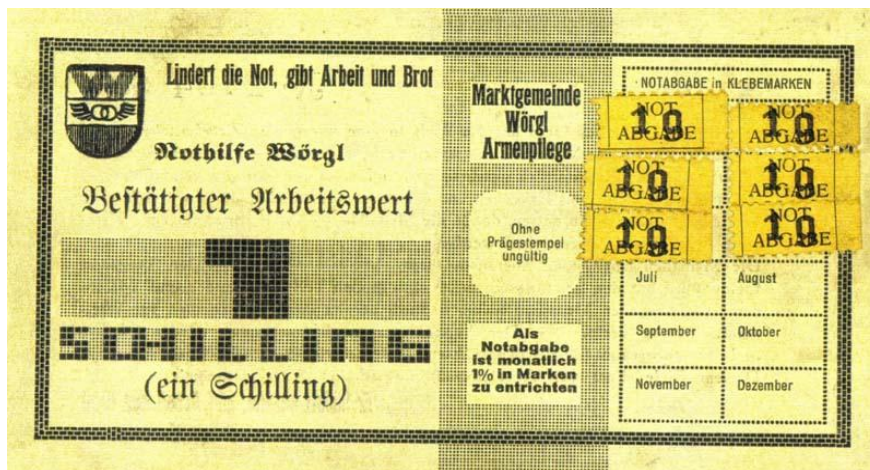 Lindert die Not, gibt Arbeit und Brot
Nothilfe Wörgl
Bestätigter Arbeitswert
1
SCHILLING
(ein Schilling)
Marktgemeinde
Wörgl
Armenpflege
Ohne
Prägestempel
ungültig
Als
Notabgabe
ist monatlich
1% in Marken
zu entrichten
NOTABGABE in KLEBEMARKEN
NOT
10
ABGABE
NOT
10
ABGABE
NOT
10
ABGABE
NOT
10
ABGABE
NOT
10
ABGABE
NOT
10
ABGABE
Juli
August
September
Oktober
November
Dezember